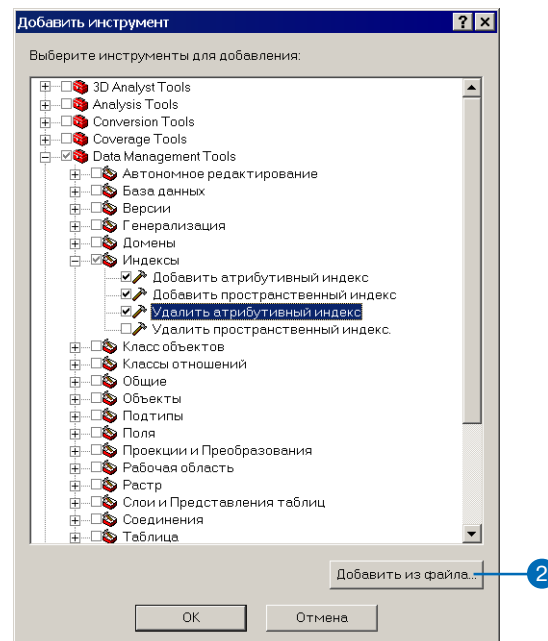 Добавить инструмент
Выберите инструменты для добавления:
3D Analyst Tools
Analysis Tools
Conversion Tools
Coverage Tools
Data Management Tools
Автономное редактирование
База данных
Версии
Генерализация
Домены
Индексы
Добавить атрибутивный индекс
Добавить пространственный индекс
Удалить атрибутивный индекс
Удалить пространственный индекс.
Класс объектов
Классы отношений
Общие
Объекты
Подтипы
Поля
Проекции и Преобразования
Рабочая область
Растр
Слои и Представления таблиц
Соединения
Таблица
Добавить из файла...
2
OK
Отмена